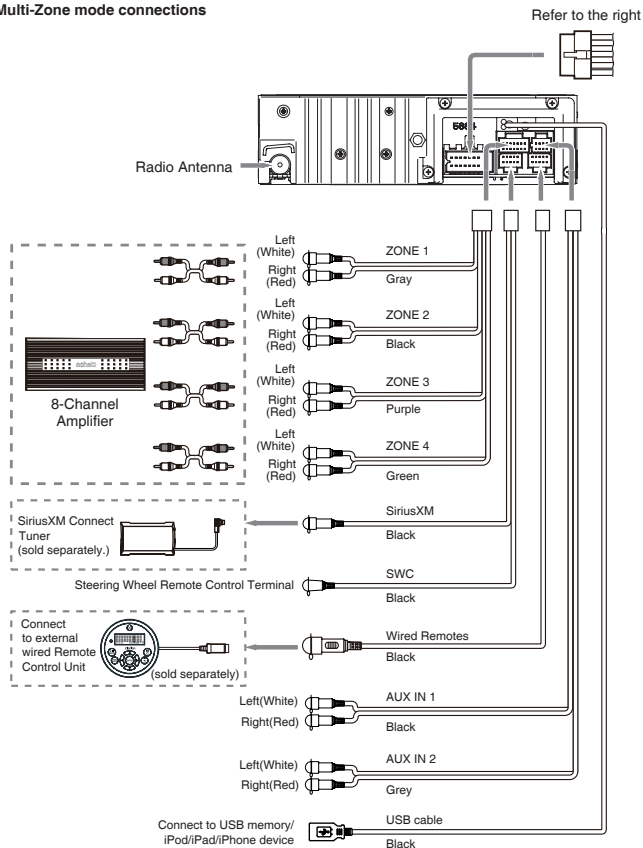 Multi-Zone mode connections
Refer to the right
Radio Antenna
Left
(White)
ZONE 1
Right
(Red)
Gray
Left
(White)
ZONE 2
Right
(Red)
Black
Left
(White)
ZONE 3
Right
(Red)
Purple
Left
(White)
ZONE 4
Right
(Red)
Green
8-Channel
Amplifier
SiriusXM Connect
Tuner
(sold separately.)
SiriusXM
Black
Steering Wheel Remote Control Terminal
SWC
Black
Connect
to external
wired Remote
Control Unit
(sold separately)
Wired Remotes
Black
Left(White)
AUX IN 1
Right(Red)
Black
Left(White)
AUX IN 2
Right(Red)
Grey
Connect to USB memory/
iPod/iPad/iPhone device
USB cable
Black